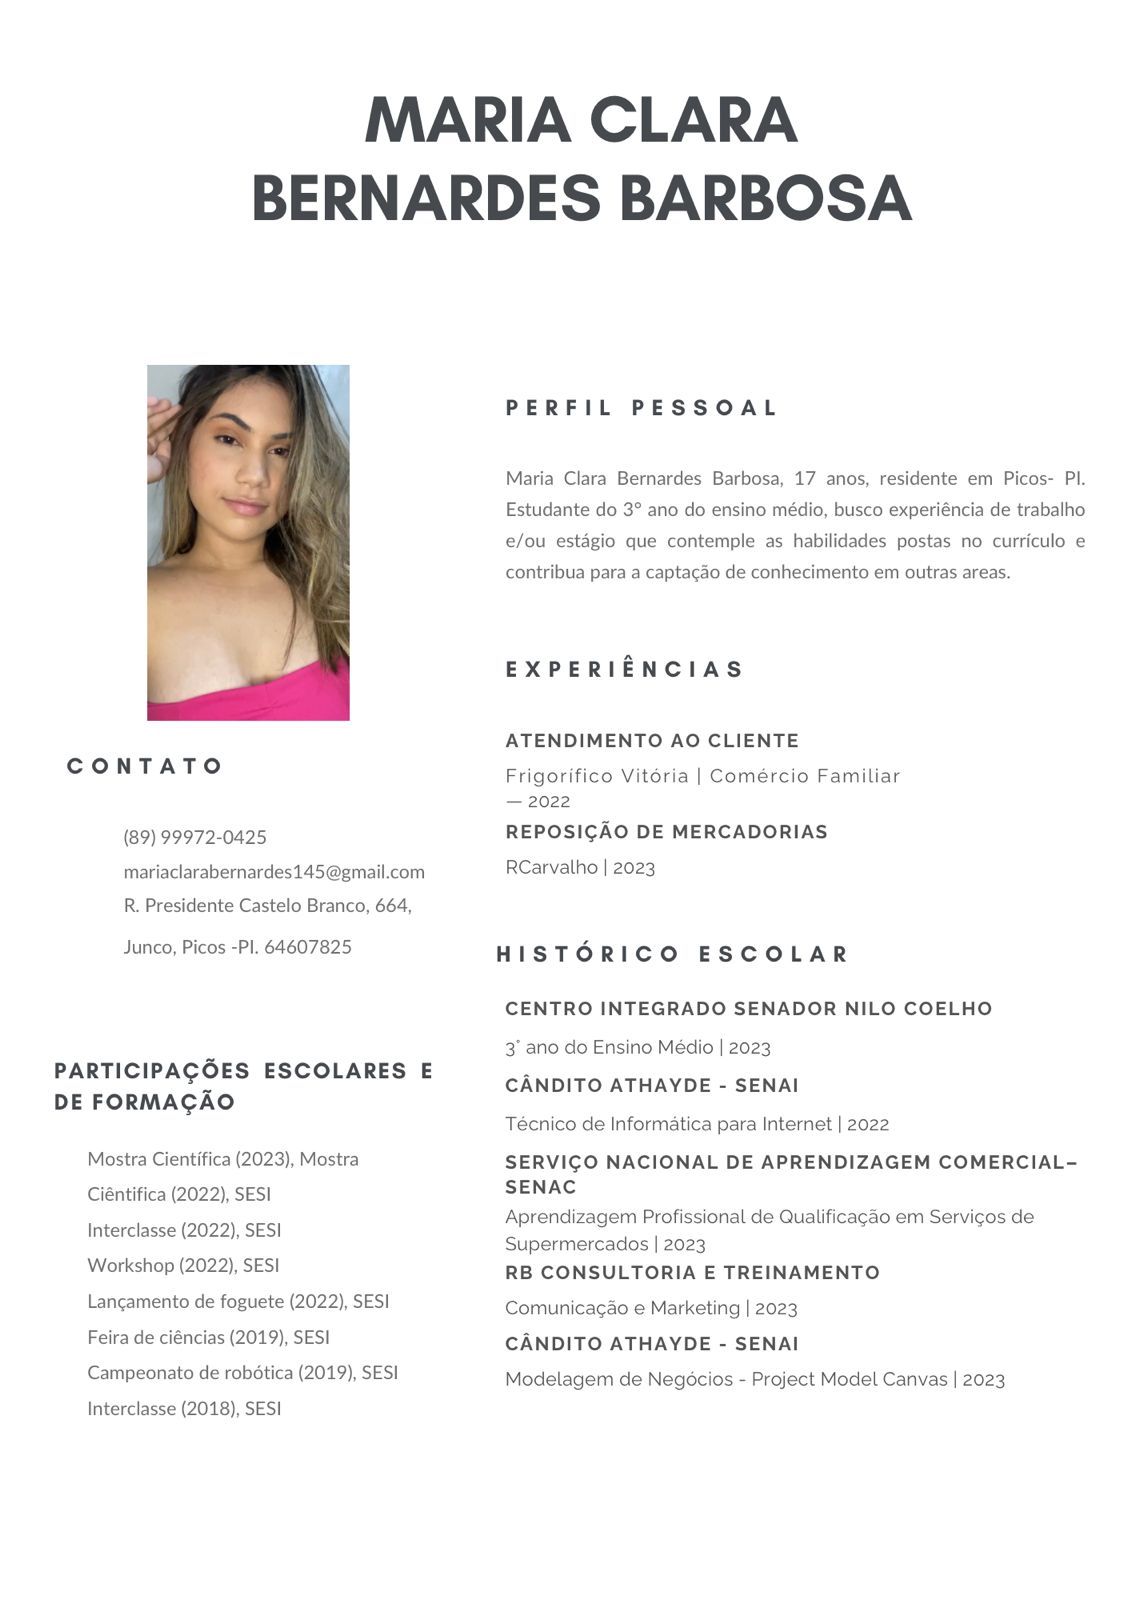 MARIA CLARA
BERNARDES BARBOSA
CONTATO
(89) 99972-0425
mariaclarabernardes145@gmail.com
R. Presidente Castelo Branco, 664,
Junco, Picos -PI. 64607825
PARTICIPAÇÕES ESCOLARES E
DE FORMAÇÃO
Mostra Científica (2023), Mostra
Ciêntifica (2022), SESI
Interclasse (2022), SESI
Workshop (2022), SESI
Lançamento de foguete (2022), SESI
Feira de ciências (2019), SESI
Campeonato de robótica (2019), SESI
Interclasse (2018), SESI
PERFIL PESSOAL
Maria Clara Bernardes Barbosa, 17 anos, residente em Picos- PI.
Estudante do 3° ano do ensino médio, busco experiência de trabalho
e/ou estágio que contemple as habilidades postas no currículo e
contribua para a captação de conhecimento em outras areas.
EXPERIÊNCIAS
ATENDIMENTO AO CLIENTE
Frigorífico Vitória | Comércio Familiar
— 2022
REPOSIÇÃO DE MERCADORIAS
RCarvalho | 2023
HISTÓRICO ESCOLAR
CENTRO INTEGRADO SENADOR NILO COELHO
3° ano do Ensino Médio | 2023
CÂNDITO ATHAYDE - SENAI
Técnico de Informática para Internet | 2022
SERVIÇO NACIONAL DE APRENDIZAGEM COMERCIAL–
SENAC
Aprendizagem Profissional de Qualificação em Serviços de
Supermercados | 2023
RB CONSULTORIA E TREINAMENTO
Comunicação e Marketing | 2023
CÂNDITO ATHAYDE - SENAI
Modelagem de Negócios - Project Model Canvas | 2023